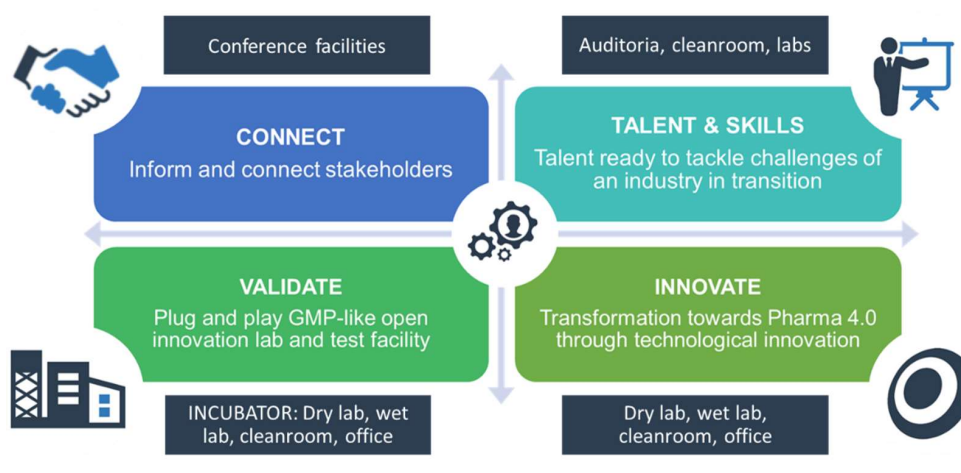 Conference facilities
Auditoria, cleanroom, labs
CONNECT
Inform and connect stakeholders
TALENT & SKILLS
Talent ready to tackle challenges of
an industry in transition
VALIDATE
Plug and play GMP-like open
innovation lab and test facility
INNOVATE
Transformation towards Pharma 4.0
through technological innovation
INCUBATOR: Dry lab, wet
lab, cleanroom, office
Dry lab, wet lab,
cleanroom, office